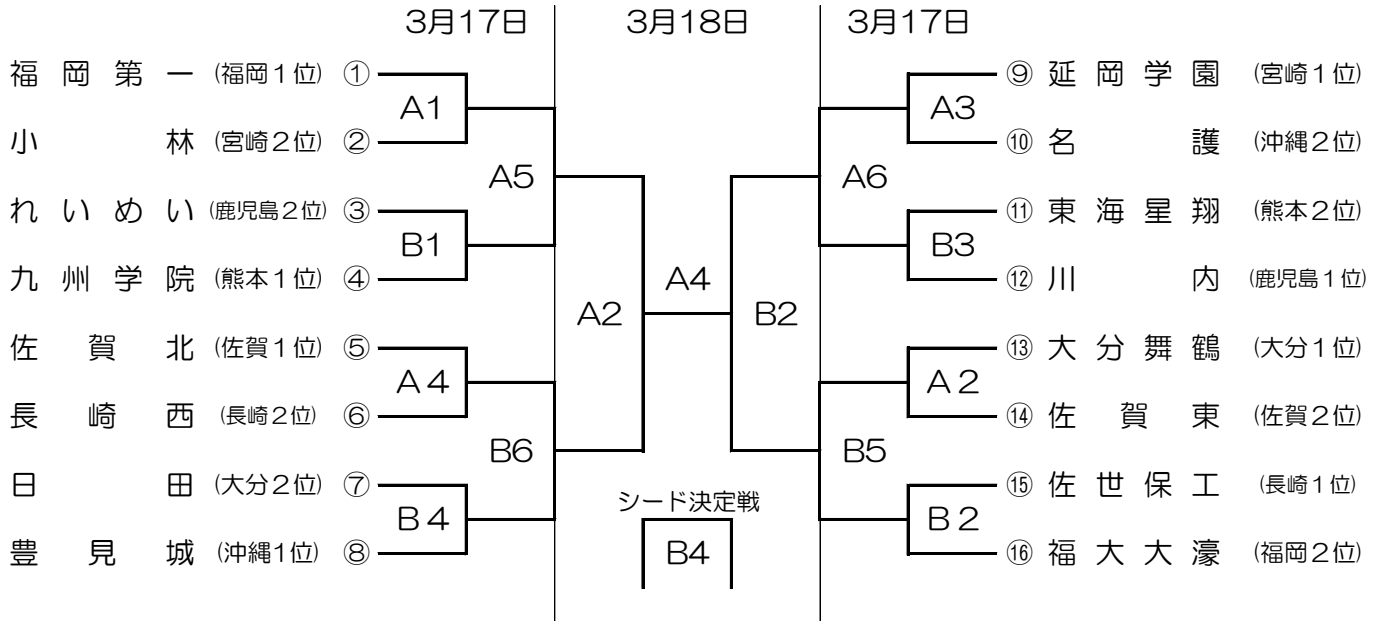 3月17日 3月18日 3月17日
福岡第一 (福岡1位) ① ⑨ 延岡学園 (宮崎1位)
A1 A3
小林 (宮崎2位) ② ⑩ 名護 (沖縄2位)
A5 A6
れいめい (鹿児島2位) ③ ⑪ 東海星翔 (熊本2位)
B1 B3
九州学院 (熊本1位) ④ A4 ⑫ 川内 (鹿児島1位)
A2 B2
佐賀北 (佐賀1位) ⑤ ⑬ 大分舞鶴 (大分1位)
A4 A2
長崎西 (長崎2位) ⑥ ⑭ 佐賀東 (佐賀2位)
B6 B5
日田 (大分2位) ⑦ シード決定戦 ⑮ 佐世保工 (長崎1位)
B4 B2
豊見城 (沖縄1位) ⑧ B4 ⑯ 福大大濠 (福岡2位)